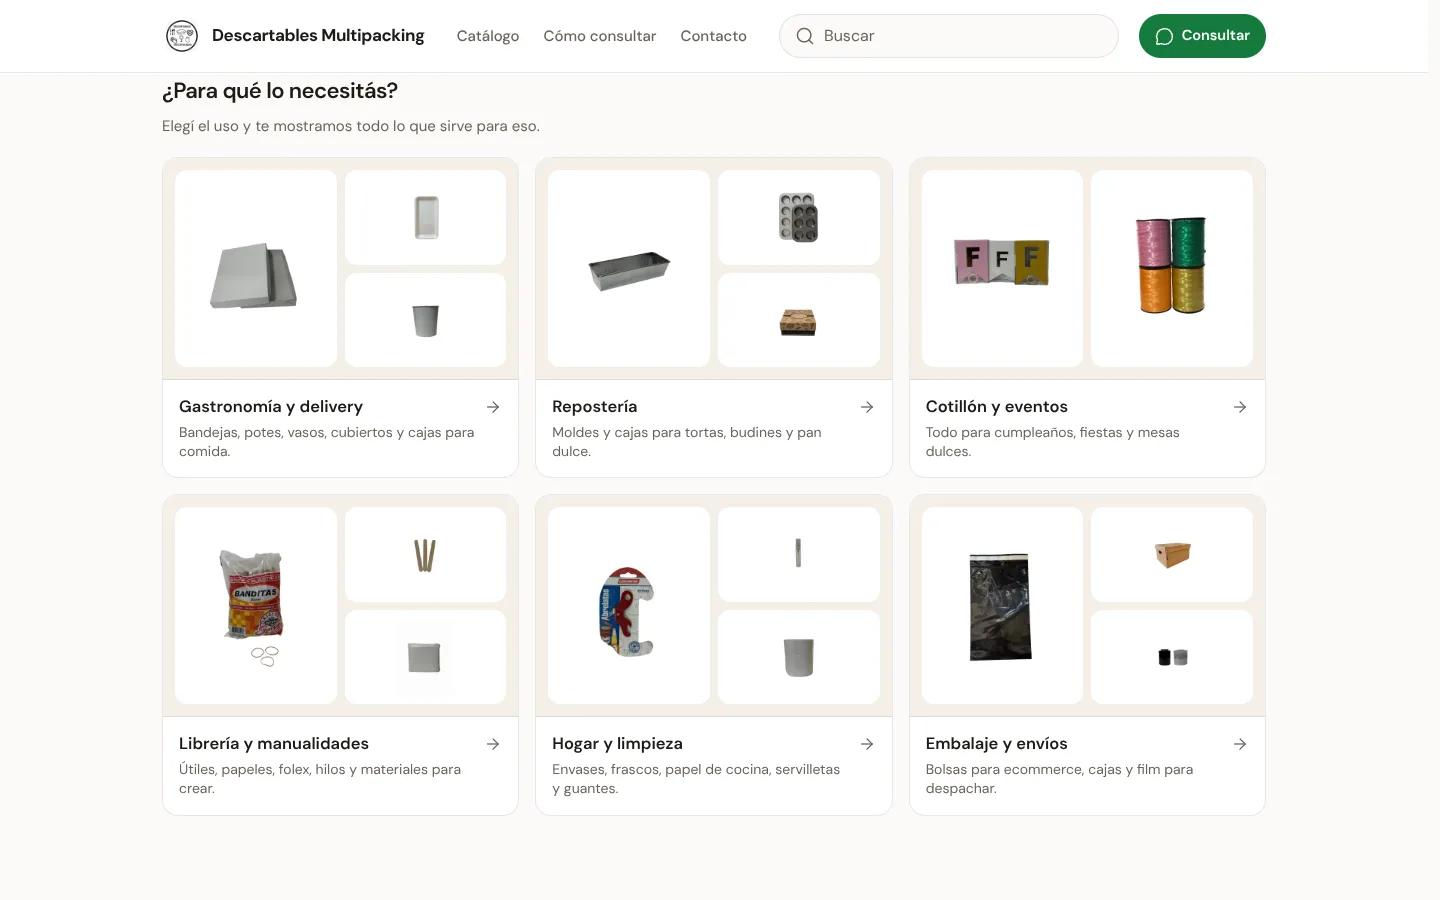 Descartables Multipacking
Catálogo
Cómo consultar
Contacto
Buscar
Consultar
¿Para qué lo necesitás?
Elegí el uso y te mostramos todo lo que sirve para eso.
F F F
Gastronomía y delivery
Bandejas, potes, vasos, cubiertos y cajas para
comida.
Repostería
Moldes y cajas para tortas, budines y pan
dulce.
Cotillón y eventos
Todo para cumpleaños, fiestas y mesas
dulces.
BANDITAS
Abrelatas
Librería y manualidades
Útiles, papeles, folex, hilos y materiales para
crear.
Hogar y limpieza
Envases, frascos, papel de cocina, servilletas
y guantes.
Embalaje y envíos
Bolsas para ecommerce, cajas y film para
despachar.